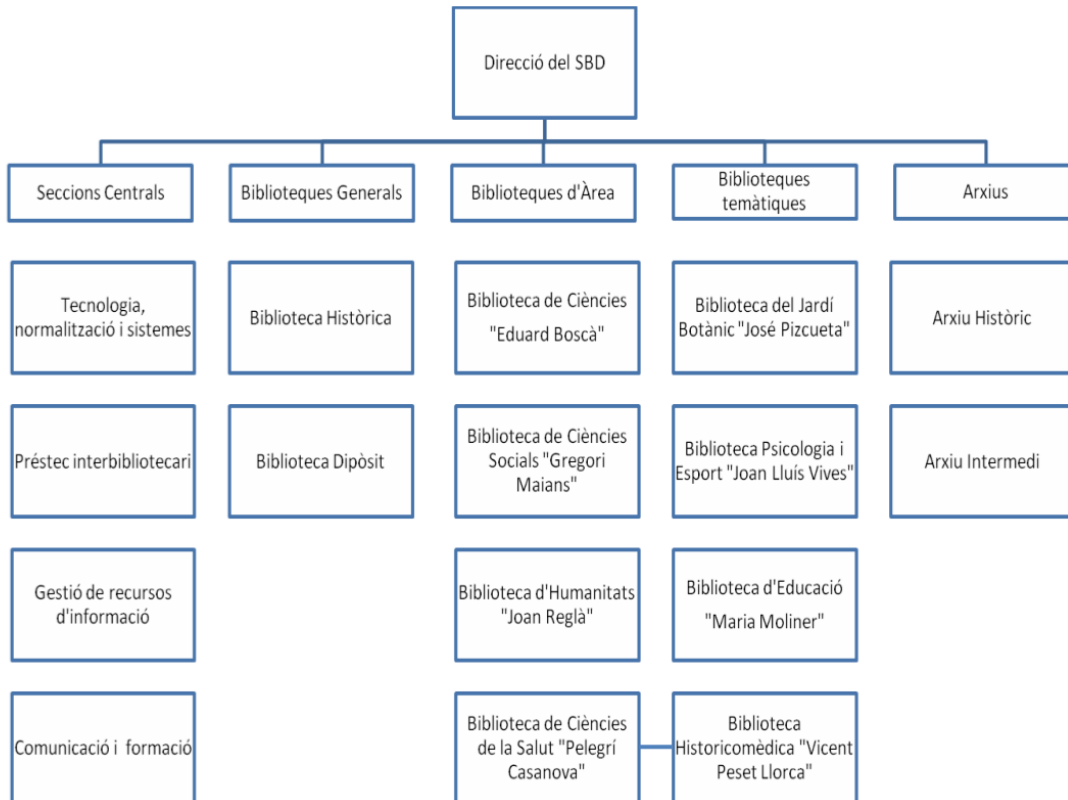 Direcció del SBD
Seccions Centrals
Biblioteques Generals
Biblioteques d'Àrea
Biblioteques
temàtiques
Arxius
Tecnologia,
normalització i sistemes
Biblioteca Històrica
Biblioteca de Ciències
"Eduard Boscà"
Biblioteca del Jardí
Botànic "José Pizcueta"
Arxiu Històric
Préstec interbibliotecari
Biblioteca Dipòsit
Biblioteca de Ciències
Socials "Gregori
Maians"
Biblioteca Psicologia i
Esport "Joan Lluís Vives"
Arxiu Intermedi
Gestió de recursos
d'informació
Biblioteca d'Humanitats
"Joan Reglà"
Biblioteca d'Educació
"Maria Moliner"
Comunicació i formació
Biblioteca de Ciències
de la Salut "Pelegrí
Casanova"
Biblioteca
Historicomèdica "Vicent
Peset Llorca"